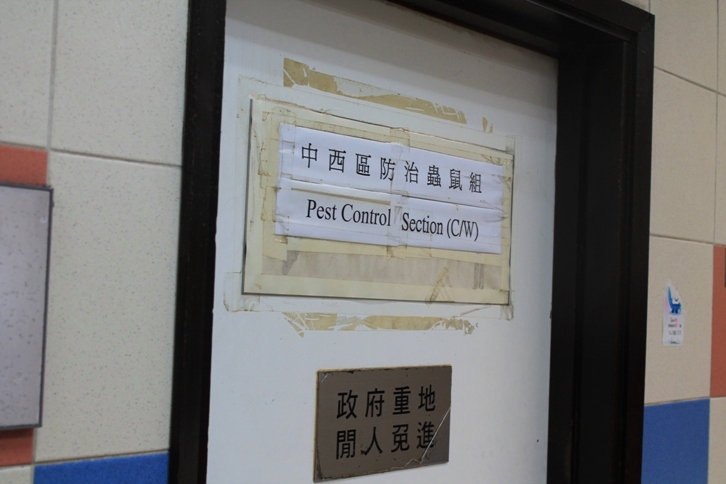 中西區防治蟲鼠組
Pest Control Section (C/W)
政府重地
閒人免進